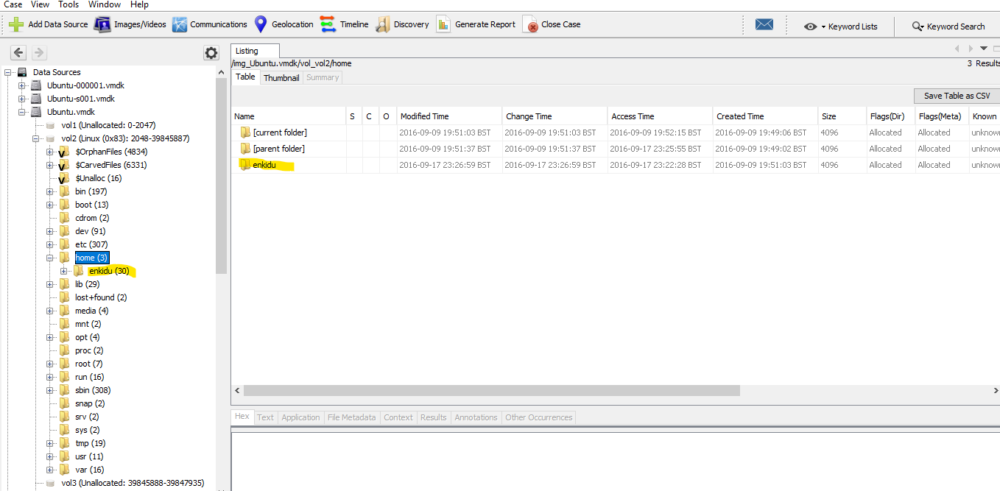 Case View Tools Window Help
Add Data Source Images/Videos Communications Geolocation Timeline Discovery Generate Report Close Case Keyword Lists Keyword Search
Listing
/img_Ubuntu.vmdk/vol_vol2/home
3 Results
Table Thumbnail Summary
Save Table as CSV
Name S C O Modified Time Change Time Access Time Created Time Size Flags(Dir) Flags(Meta) Known
[current folder] 2016-09-09 19:51:03 BST 2016-09-09 19:51:03 BST 2016-09-09 19:52:15 BST 2016-09-09 19:49:06 BST 4096 Allocated Allocated unknown
[parent folder] 2016-09-09 19:51:37 BST 2016-09-09 19:51:37 BST 2016-09-17 23:25:55 BST 2016-09-09 19:49:02 BST 4096 Allocated Allocated unknown
enkidu 2016-09-17 23:26:59 BST 2016-09-17 23:26:59 BST 2016-09-17 23:22:28 BST 2016-09-09 19:51:03 BST 4096 Allocated Allocated unknown
Data Sources
Ubuntu-000001.vmdk
Ubuntu-s001.vmdk
Ubuntu.vmdk
vol1 (Unallocated: 0-2047)
vol2 (Linux (0x83): 2048-39845887)
$OrphanFiles (4834)
$CarvedFiles (6331)
$Unalloc (16)
bin (197)
boot (13)
cdrom (2)
dev (91)
etc (307)
home (3)
enkidu (30)
lib (29)
lost+found (2)
media (4)
mnt (2)
opt (4)
proc (2)
root (7)
run (16)
sbin (308)
snap (2)
srv (2)
sys (2)
tmp (19)
usr (11)
var (16)
vol3 (Unallocated: 39845888-39847935)
Hex Text Application File Metadata Context Results Annotations Other Occurrences